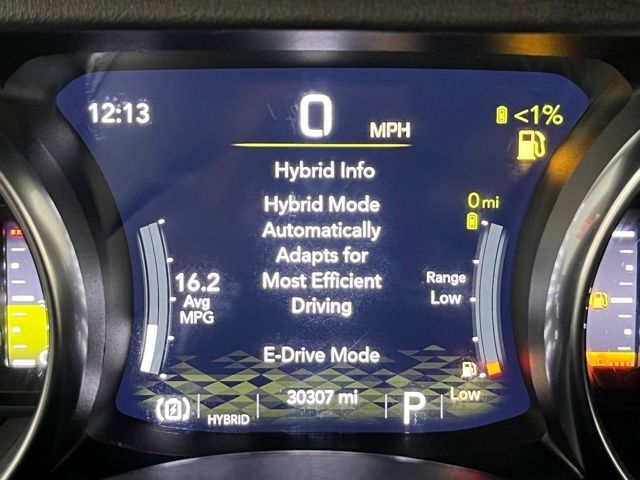 12:13
0 MPH
<1%
Hybrid Info
Hybrid Mode
Automatically
Adapts for
Most Efficient
Driving
0 mi
16.2
Avg
MPG
Range
Low
E-Drive Mode
30307 mi
HYBRID
P
Low